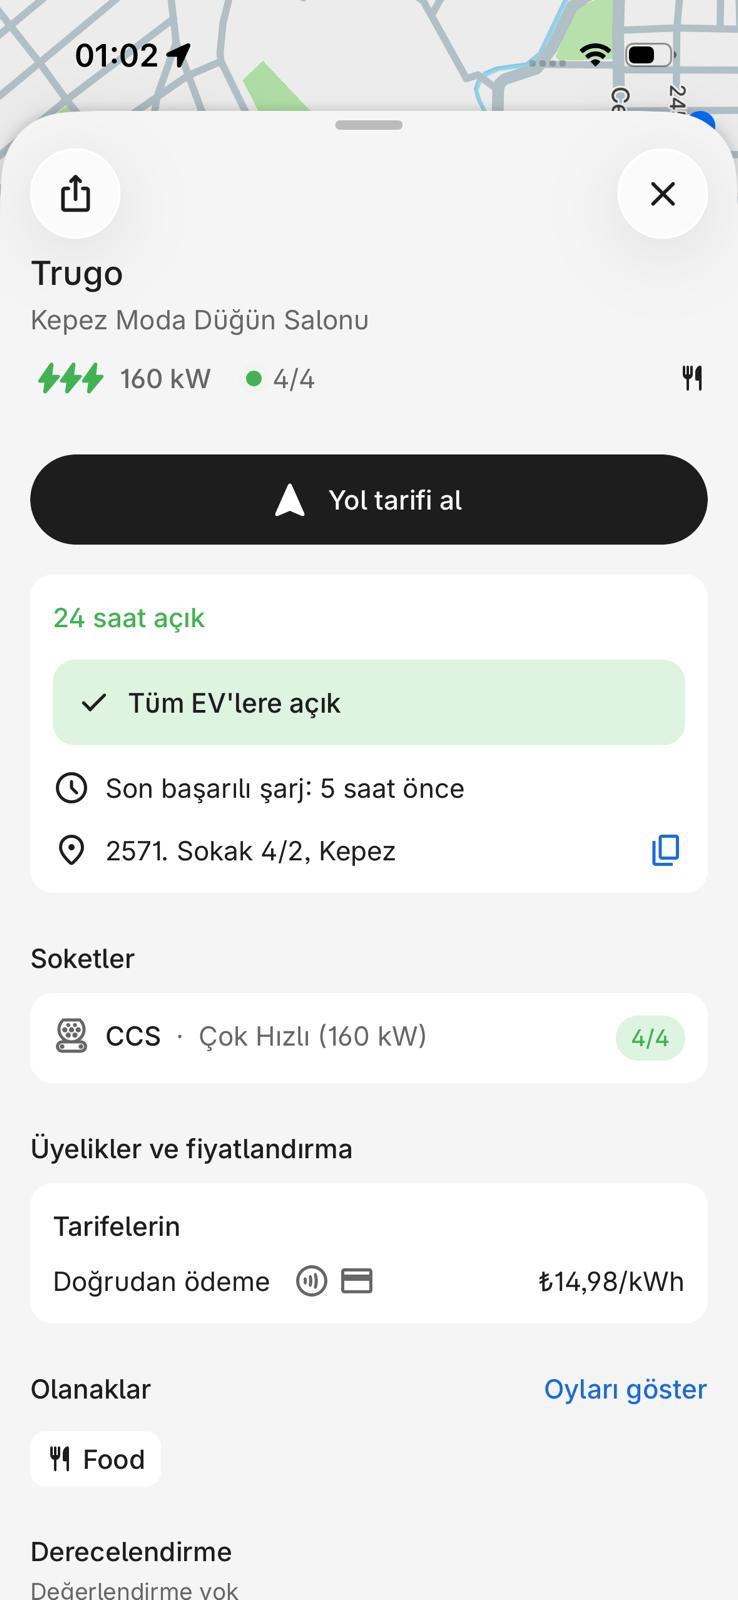 01:02
Ce
24
Trugo
Kepez Moda Düğün Salonu
160 kW 4/4
Yol tarifi al
24 saat açık
Tüm EV'lere açık
Son başarılı şarj: 5 saat önce
2571. Sokak 4/2, Kepez
Soketler
CCS · Çok Hızlı (160 kW) 4/4
Üyelikler ve fiyatlandırma
Tarifelerin
Doğrudan ödeme ₺14,98/kWh
Olanaklar Oyları göster
Food
Derecelendirme
Değerlendirme yok